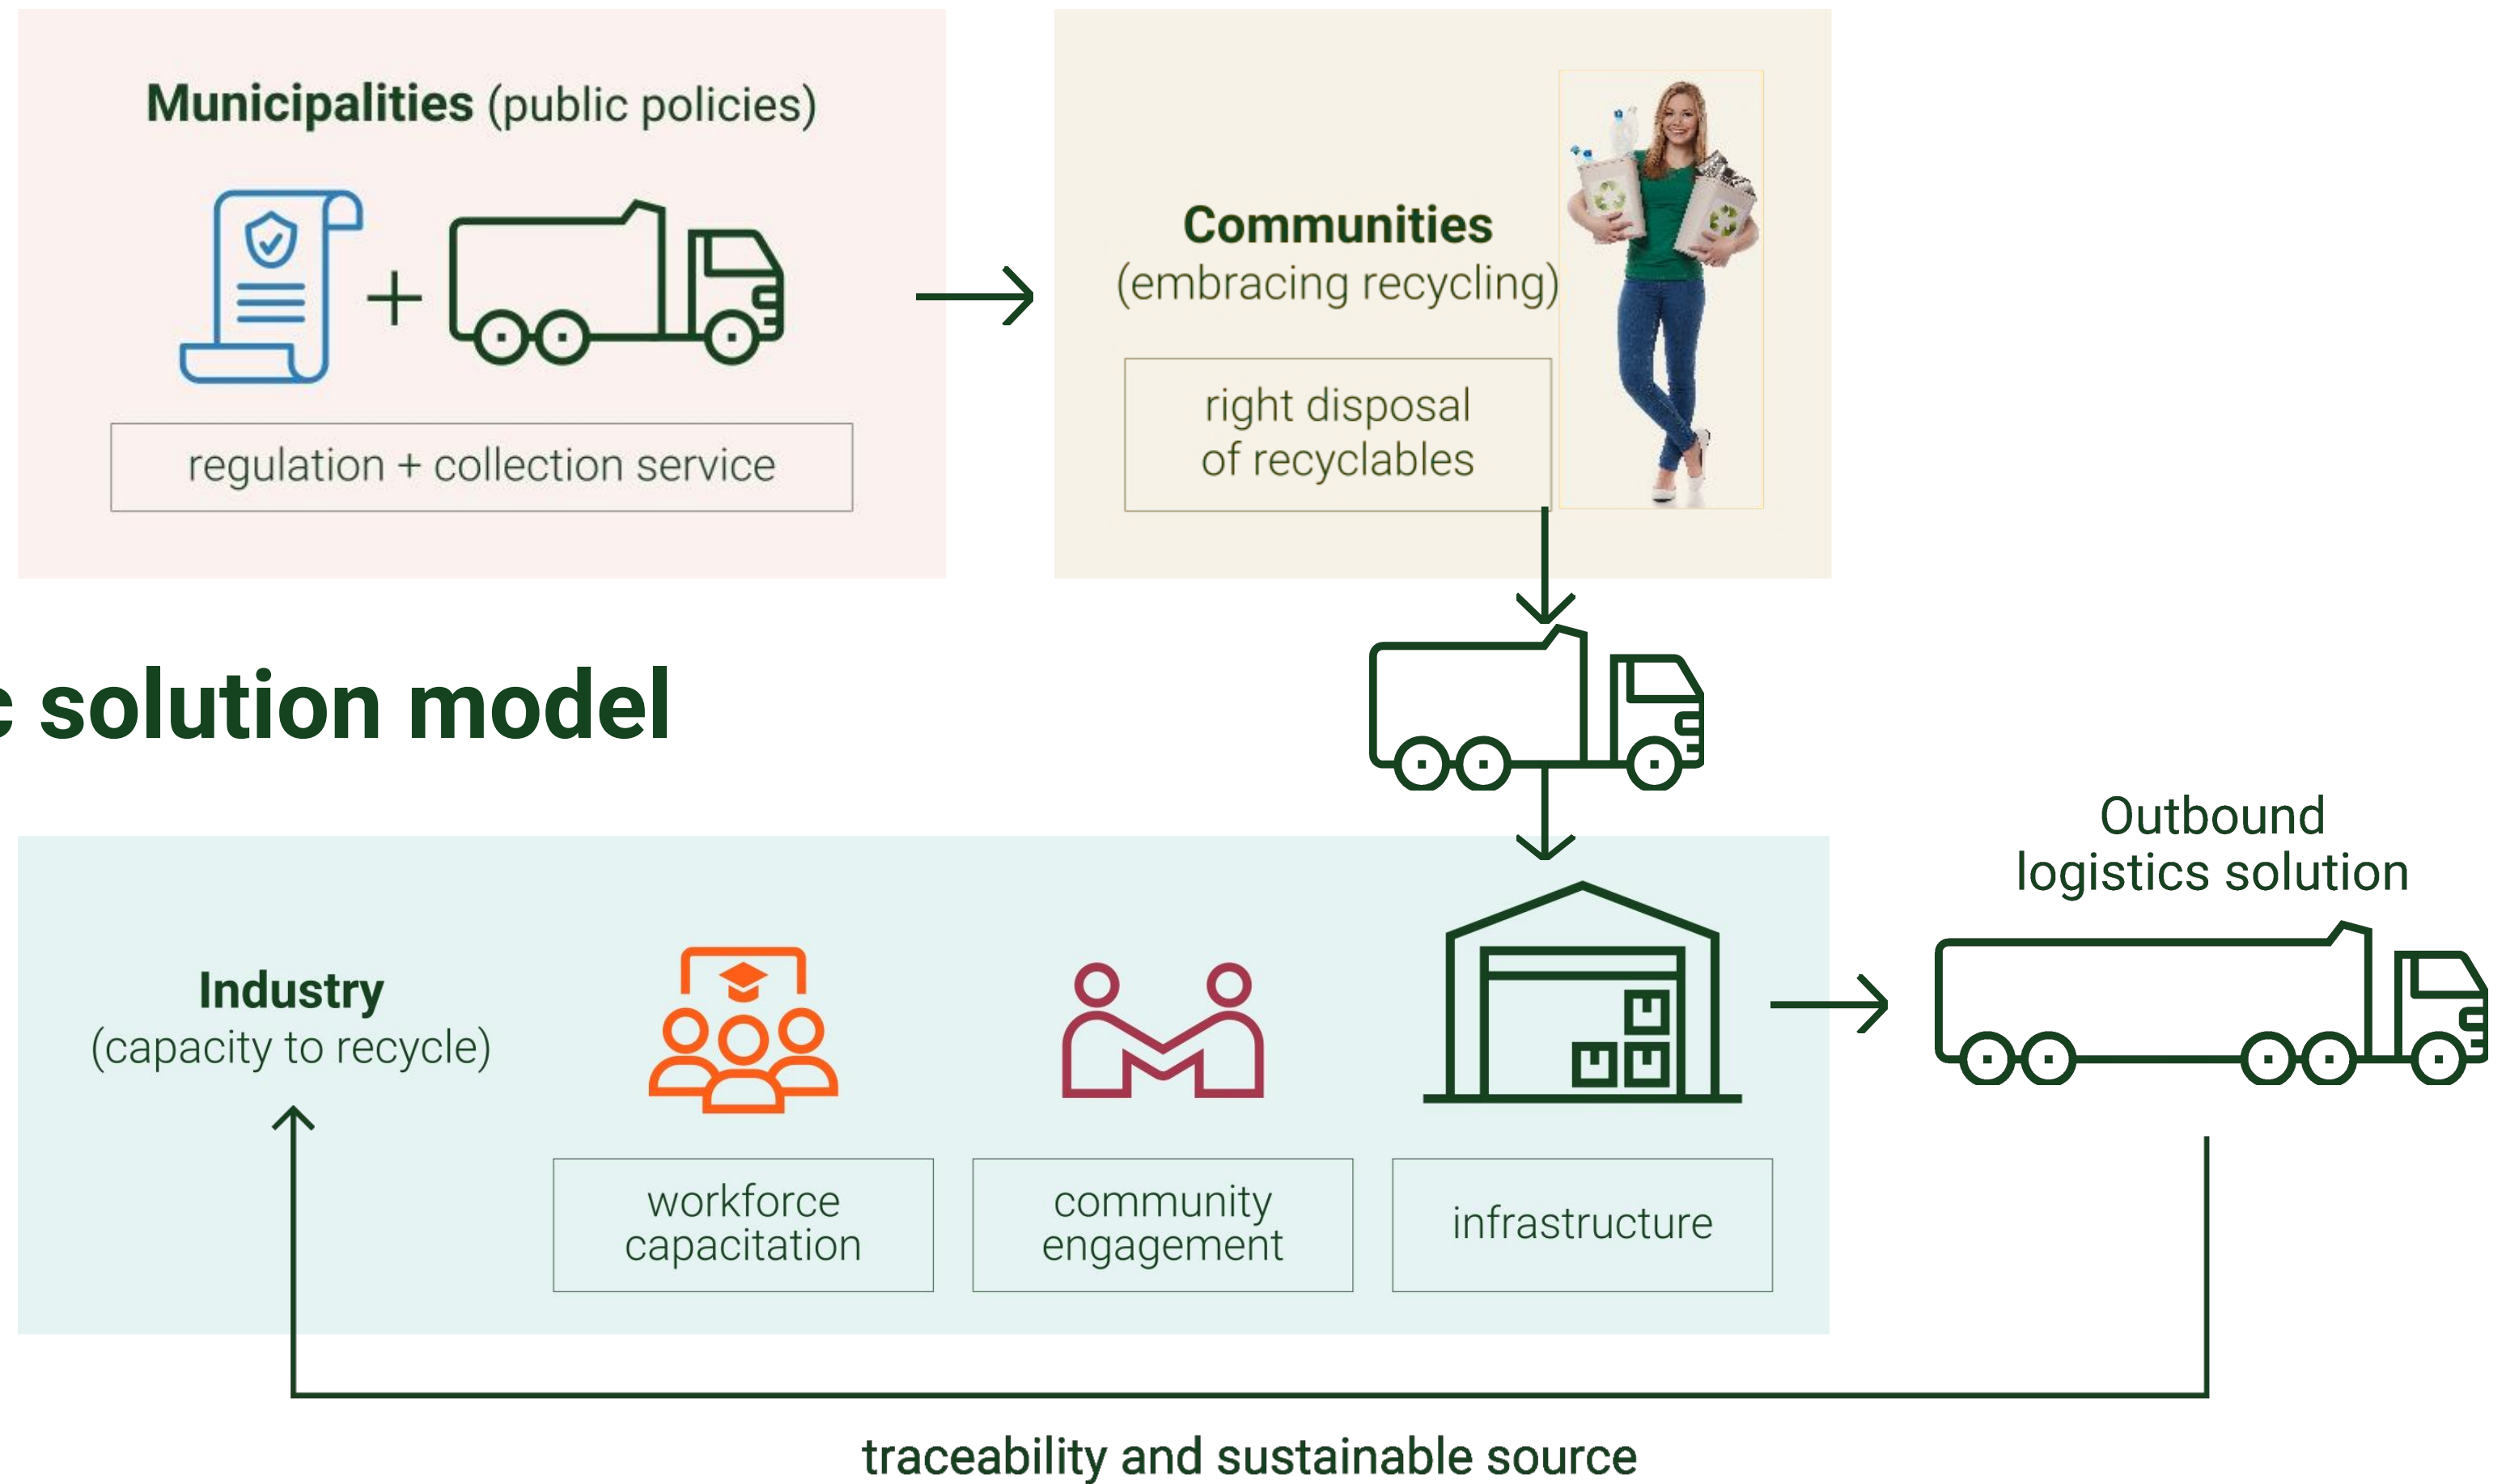 Municipalities (public policies)
+
regulation + collection service
Communities
(embracing recycling)
right disposal
of recyclables
solution model
Outbound
logistics solution
Industry
(capacity to recycle)
workforce
capacitation
community
engagement
infrastructure
traceability and sustainable source